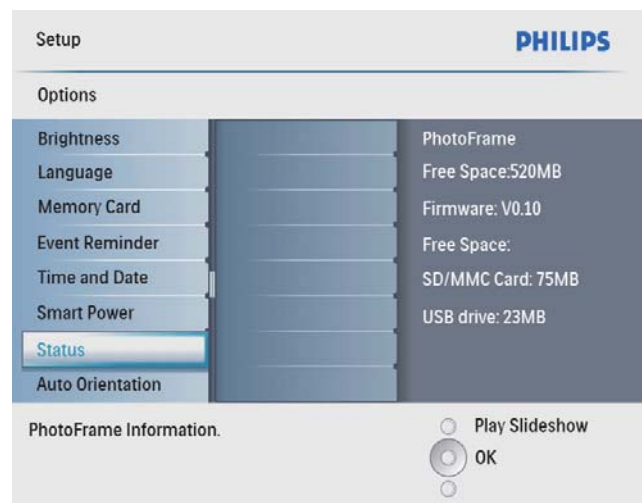 Setup
PHILIPS
Options
Brightness
Language
Memory Card
Event Reminder
Time and Date
Smart Power
Status
Auto Orientation
PhotoFrame
Free Space:520MB
Firmware: V0.10
Free Space:
SD/MMC Card: 75MB
USB drive: 23MB
PhotoFrame Information.
Play Slideshow
OK